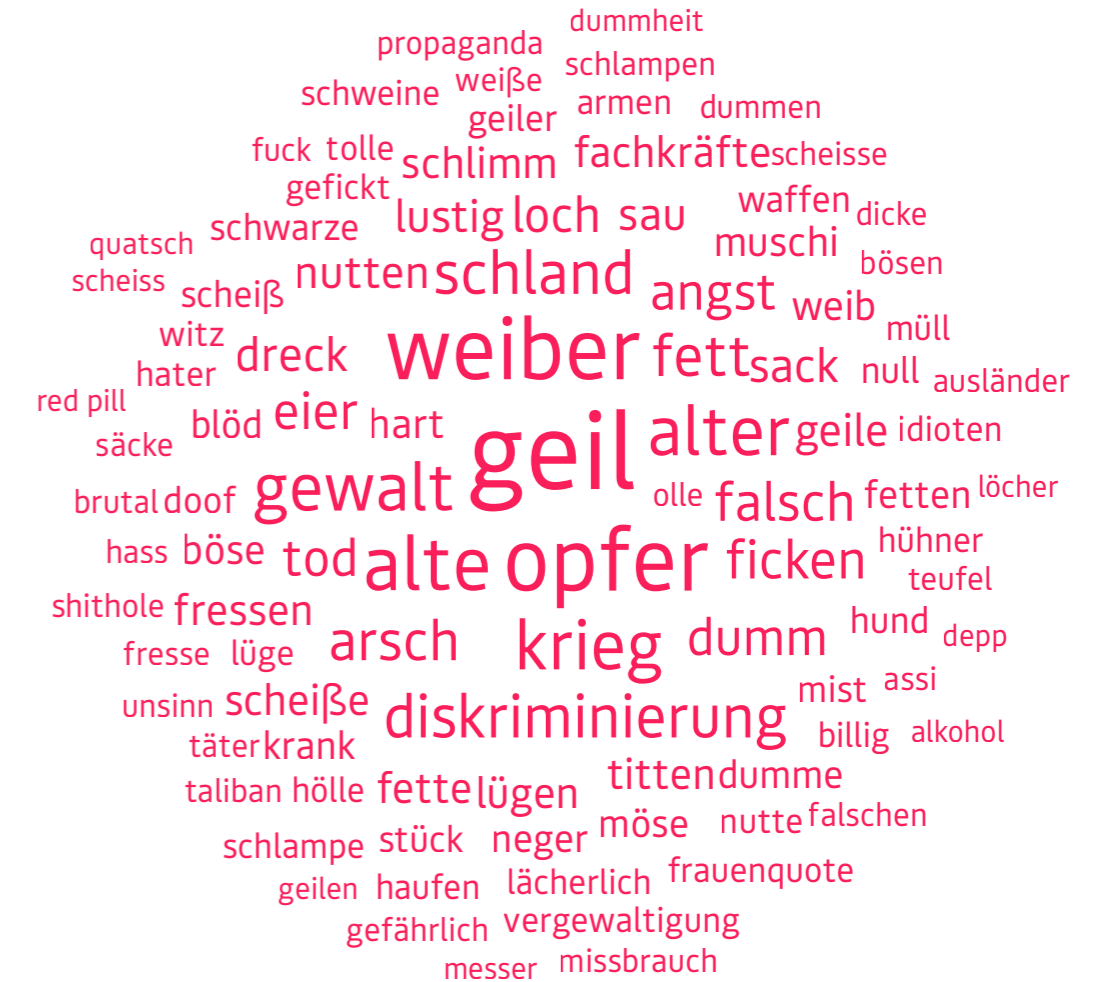 dummheit
propaganda
schlampen
weiße
schweine
armen
dummen
geiler
fuck
tolle
schlimm
fachkräfte
scheisse
gefickt
waffen
dicke
schwarze
lustig
loch
sau
muschi
quatsch
bösen
scheiss
scheiß
nutten
schland
angst
weib
müll
witz
dreck
weiber
fett
sack
null
ausländer
hater
red pill
säcke
blöd
eier
hart
geil
alter
geile
idioten
brutal
doof
gewalt
olle
falsch
fetten
löcher
hass
böse
tod
alte
opfer
ficken
hühner
teufel
shithole
fressen
arsch
krieg
dumm
hund
depp
fresse
lüge
unsinn
scheiße
diskriminierung
mist
assi
billig
alkohol
täter
krank
taliban
hölle
fette
lügen
titten
dumme
schlampe
stück
neger
möse
nutte
falschen
geilen
haufen
lächerlich
frauenquote
gefährlich
vergewaltigung
messer
missbrauch